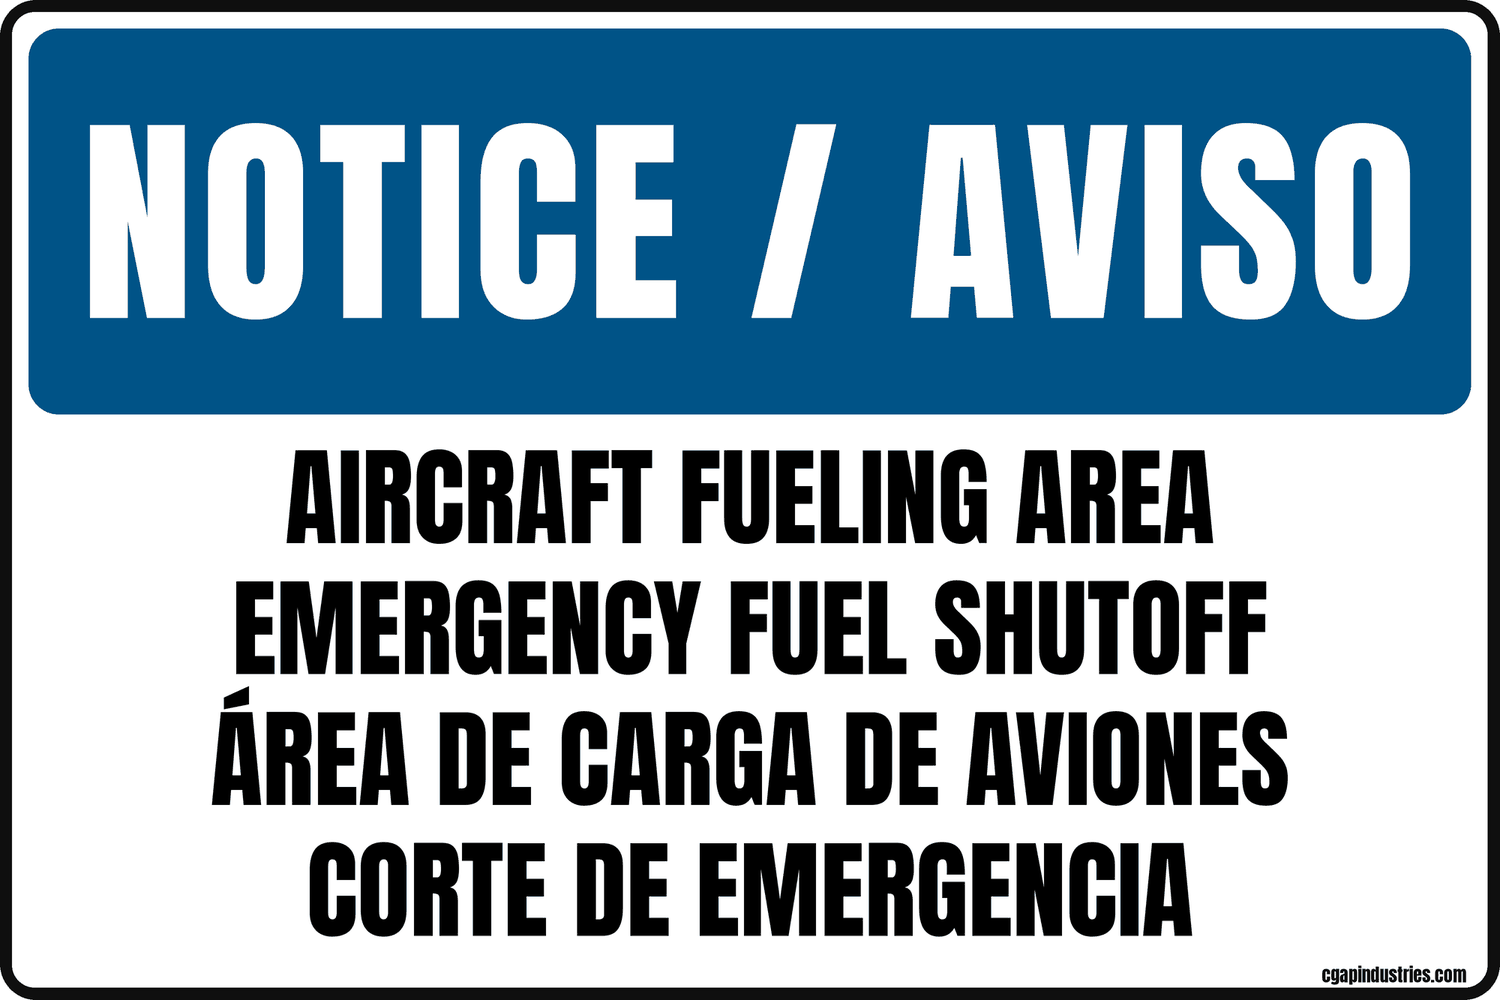 NOTICE / AVISO
AIRCRAFT FUELING AREA
EMERGENCY FUEL SHUTOFF
ÁREA DE CARGA DE AVIONES
CORTE DE EMERGENCIA
cgapindustries.com